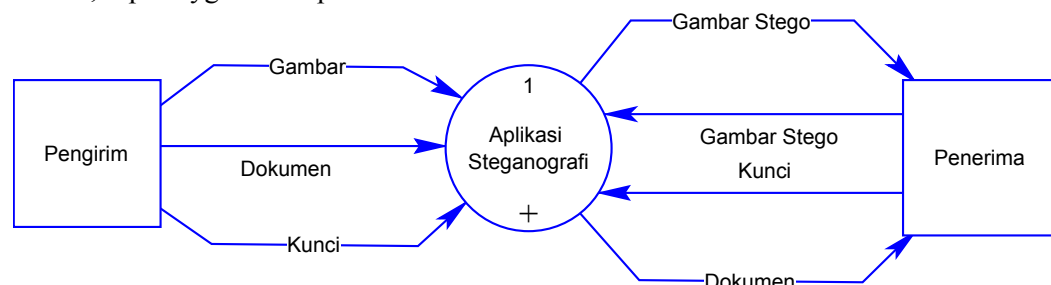 Gambar Stego
Gambar
1
Pengirim
Dokumen
Aplikasi
Steganografi
Gambar Stego
Kunci
Penerima
+
Kunci
Dokumen